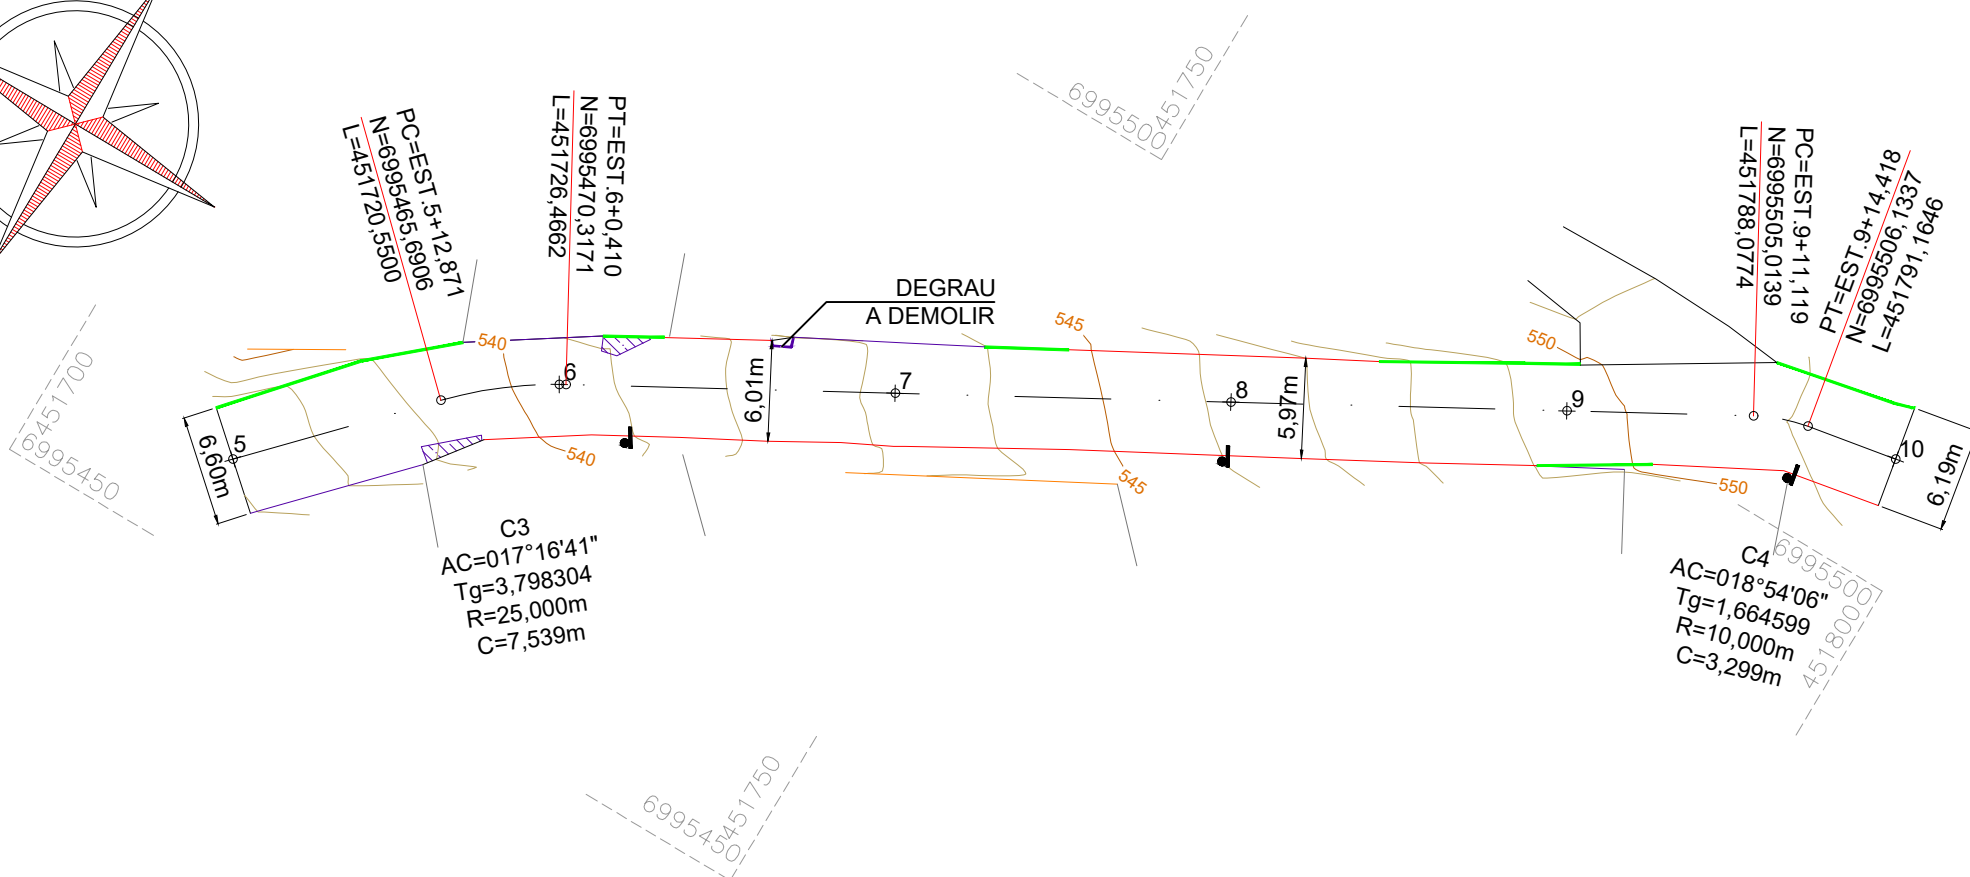 6995500
451750
PC=EST.5+12,871
N=6995465,6906
L=451720,5500
PT=EST.6+0,410
N=6995470,3171
L=451726,4662
PC=EST.9+11,119
N=6995505,0139
L=451788,0774
PT=EST.9+14,418
N=6995506,1337
L=451791,1646
DEGRAU
A DEMOLIR
540
545
550
451700
6995450
6,60m
5
6
6,01m
7
8
5,97m
9
10
6,19m
540
545
550
C3
AC=017°16'41"
Tg=3,798304
R=25,000m
C=7,539m
C4
AC=018°54'06"
Tg=1,664599
R=10,000m
C=3,299m
6995500
451800
6995450
451750